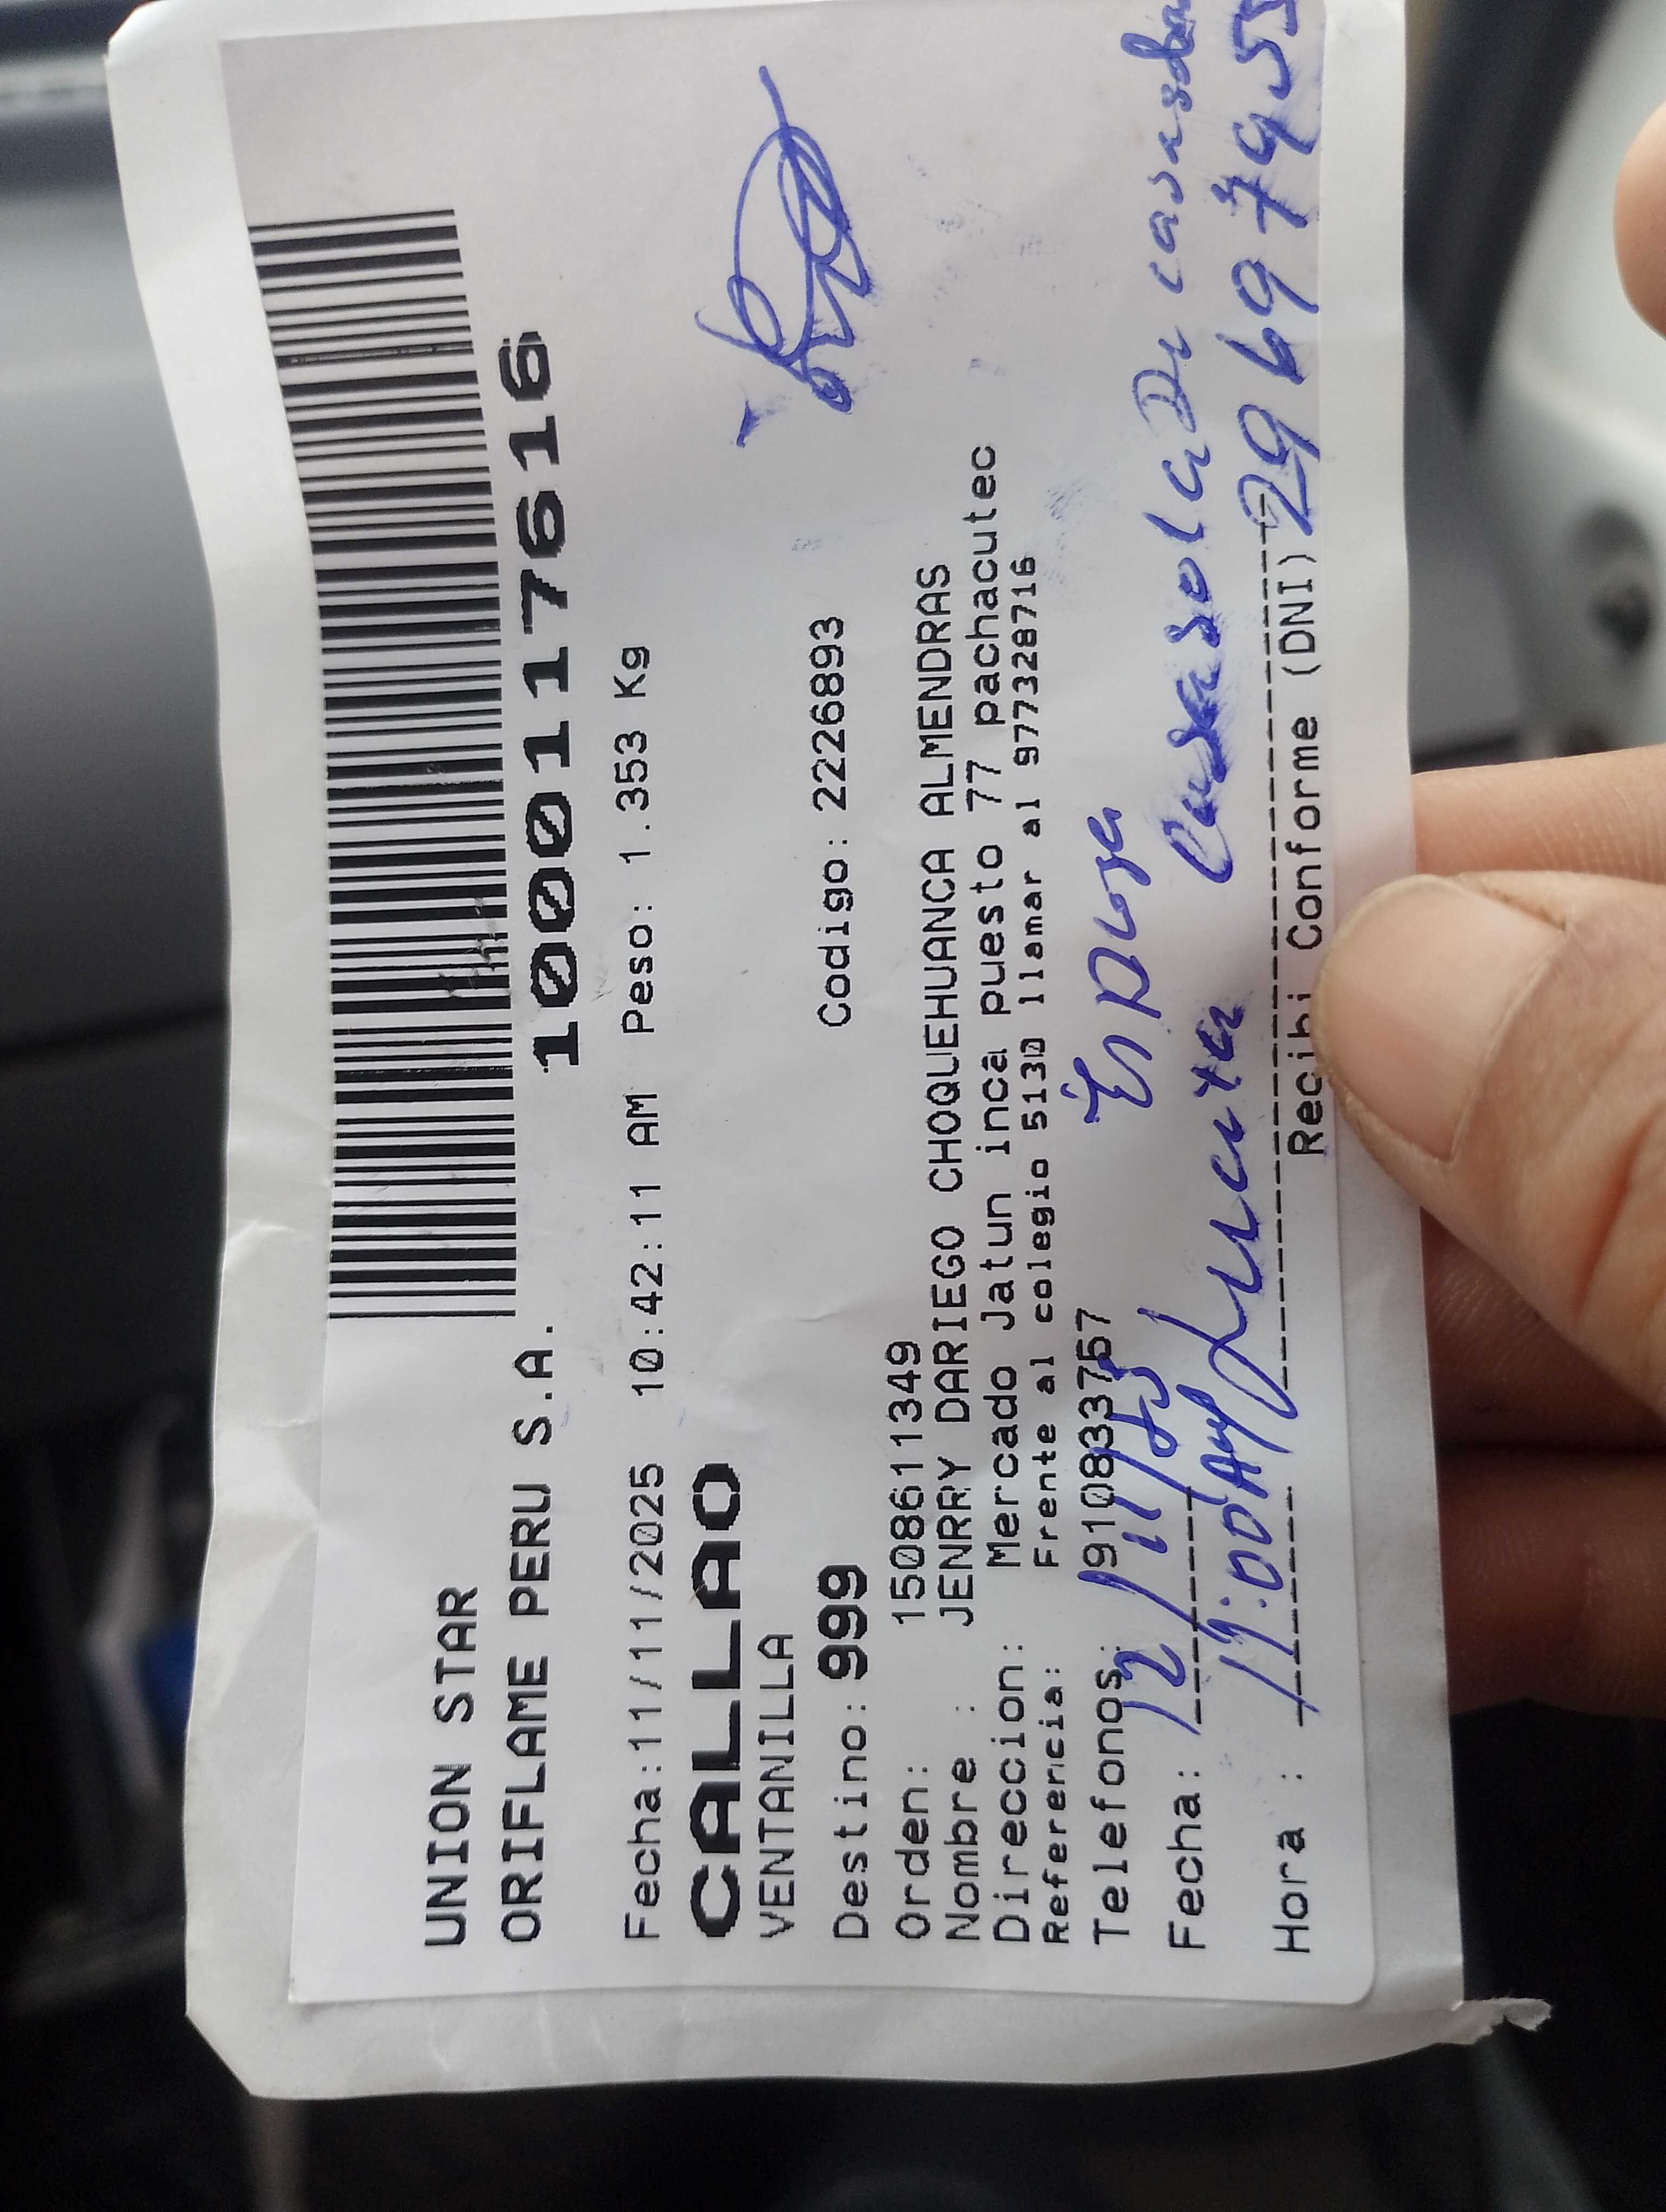 UNION STAR
ORIFLAME PERU S.A.
1000117616
Fecha:11/11/2025 10:42:11 AM Peso: 1.353 Kg
CALLAO
VENTANILLA
Destino: 999 Codigo: 2226893
Orden: 1508611349
Nombre : JENRRY DARIEGO CHOQUEHUANCA ALMENDRAS
Direccion: Mercado Jatun inca puesto 77 pachacutec
Referencia: Frente al colegio 5130 llamar al 977328716
Telefonos: 910833757
Fecha: 12/11/25
Hora : 11:00AM
29697955
Recibi Conforme (DNI)